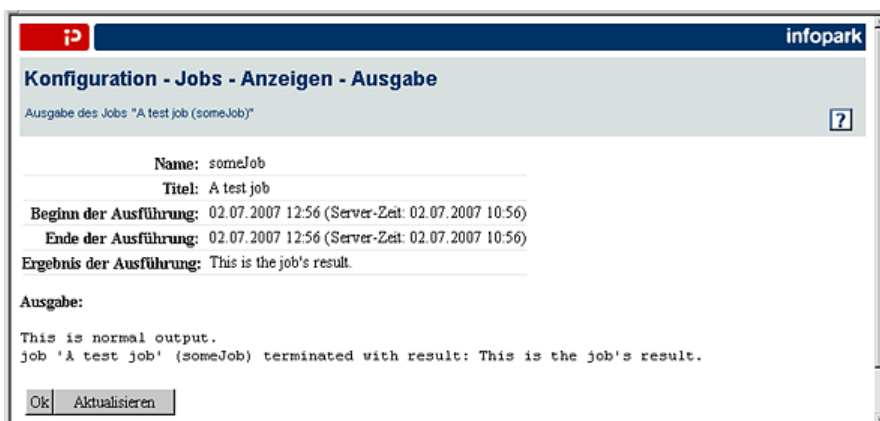 infopark
Konfiguration - Jobs - Anzeigen - Ausgabe
Ausgabe des Jobs "A test job (someJob)"
?
Name: someJob
Titel: A test job
Beginn der Ausführung: 02.07.2007 12:56 (Server-Zeit: 02.07.2007 10:56)
Ende der Ausführung: 02.07.2007 12:56 (Server-Zeit: 02.07.2007 10:56)
Ergebnis der Ausführung: This is the job's result.
Ausgabe:
This is normal output.
job 'A test job' (someJob) terminated with result: This is the job's result.
Ok Aktualisieren